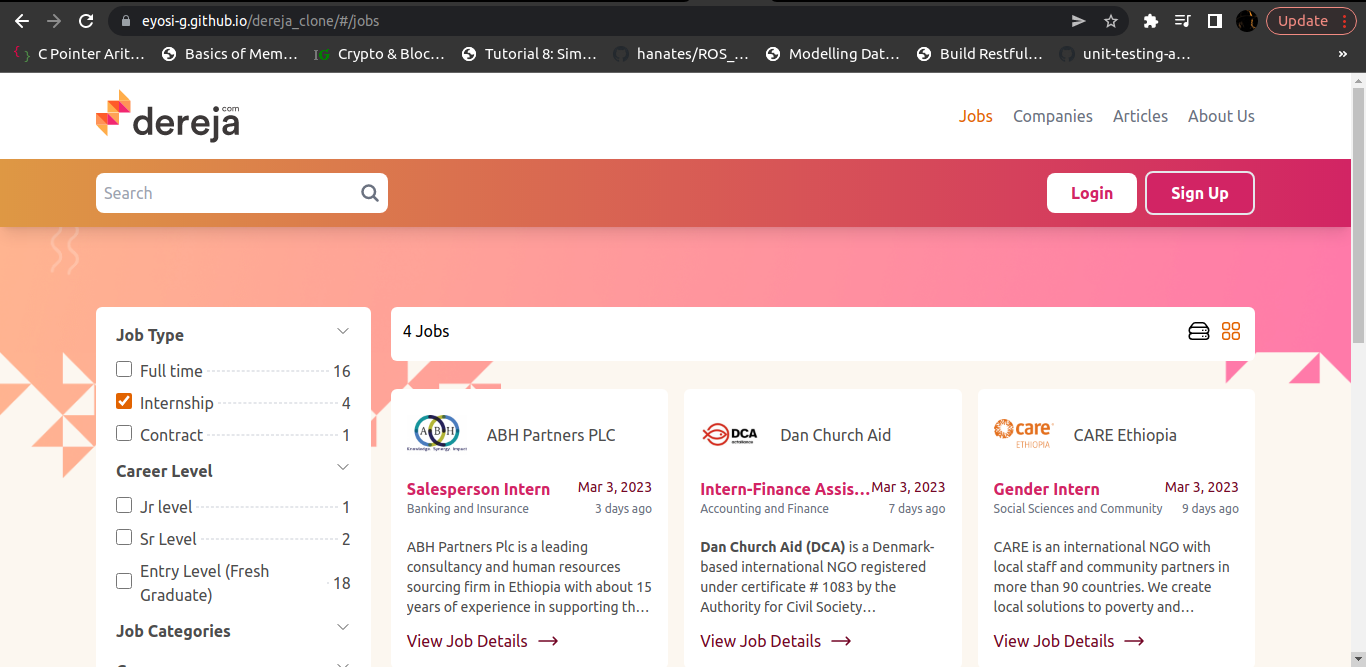 eyosi-g.github.io/dereja_clone/#/jobs
Update
C Pointer Arit...
Basics of Mem...
IG Crypto & Bloc...
Tutorial 8: Sim...
hanates/ROS_...
Modelling Dat...
Build Restful...
unit-testing-a...
»
dereja.com
Jobs Companies Articles About Us
Search
Login
Sign Up
Job Type
Full time 16
Internship 4
Contract 1
Career Level
Jr level 1
Sr Level 2
Entry Level (Fresh
Graduate) 18
Job Categories
4 Jobs
ABH
Knowledge. Synergy. Impact
ABH Partners PLC
Salesperson Intern Mar 3, 2023
Banking and Insurance 3 days ago
ABH Partners Plc is a leading
consultancy and human resources
sourcing firm in Ethiopia with about 15
years of experience in supporting th...
View Job Details
DCA
Dan Church Aid
Intern-Finance Assis... Mar 3, 2023
Accounting and Finance 7 days ago
Dan Church Aid (DCA) is a Denmark-
based international NGO registered
under certificate # 1083 by the
Authority for Civil Society...
View Job Details
care
ETHIOPIA
CARE Ethiopia
Gender Intern Mar 3, 2023
Social Sciences and Community 9 days ago
CARE is an international NGO with
local staff and community partners in
more than 90 countries. We create
local solutions to poverty and...
View Job Details